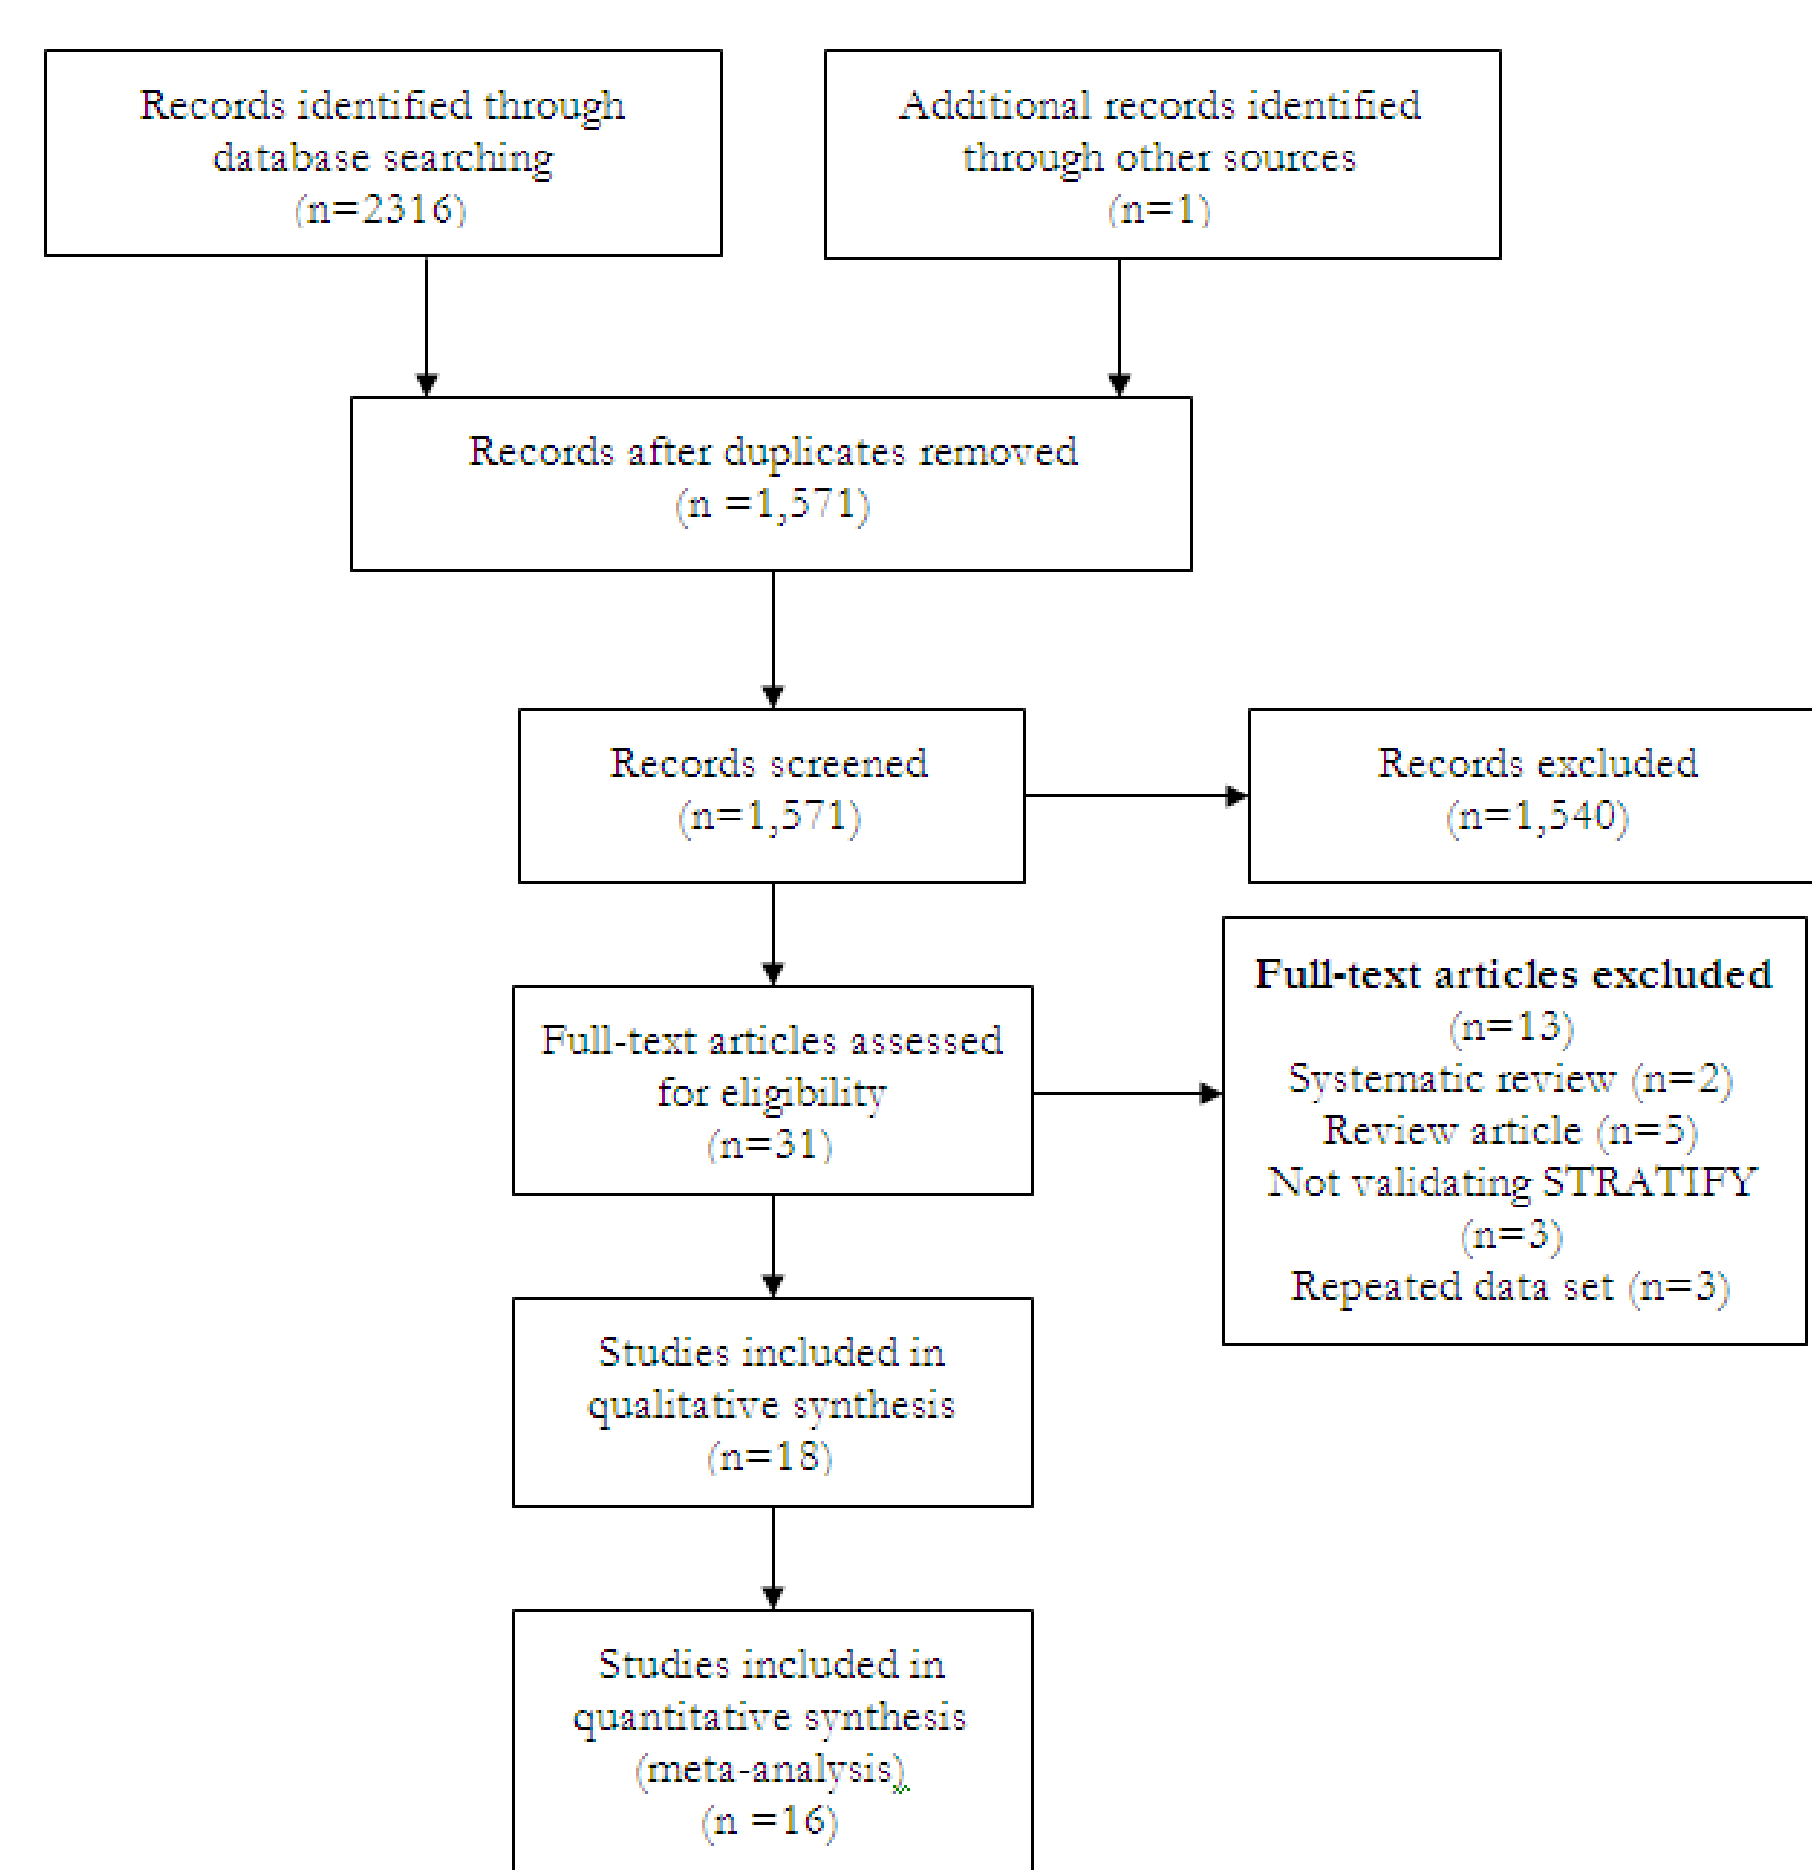 Records identified through
database searching
(n=2316)
Additional records identified
through other sources
(n=1)
Records after duplicates removed
(n =1,571)
Records screened
(n=1,571)
Records excluded
(n=1,540)
Full-text articles assessed
for eligibility
(n=31)
Full-text articles excluded
(n=13)
Systematic review (n=2)
Review article (n=5)
Not validating STRATIFY
(n=3)
Repeated data set (n=3)
Studies included in
qualitative synthesis
(n=18)
Studies included in
quantitative synthesis
(meta-analysis)
(n =16)